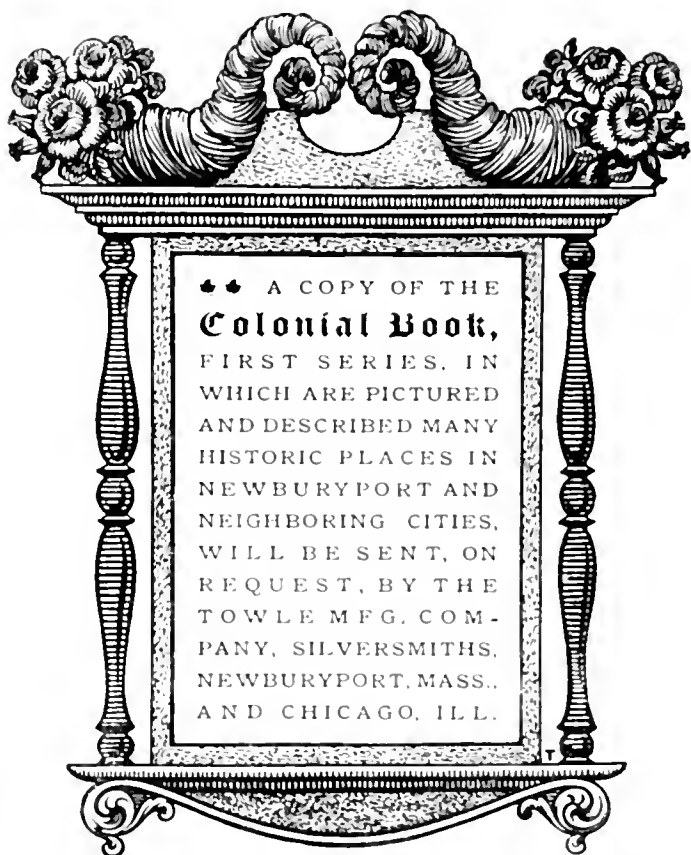 A COPY OF THE
Colonial Book,
FIRST SERIES, IN
WHICH ARE PICTURED
AND DESCRIBED MANY
HISTORIC PLACES IN
NEWBURYPORT AND
NEIGHBORING CITIES,
WILL BE SENT, ON
REQUEST, BY THE
TOWLE MFG. COM-
PANY, SILVERSMITHS,
NEWBURYPORT, MASS.,
AND CHICAGO, ILL.
T